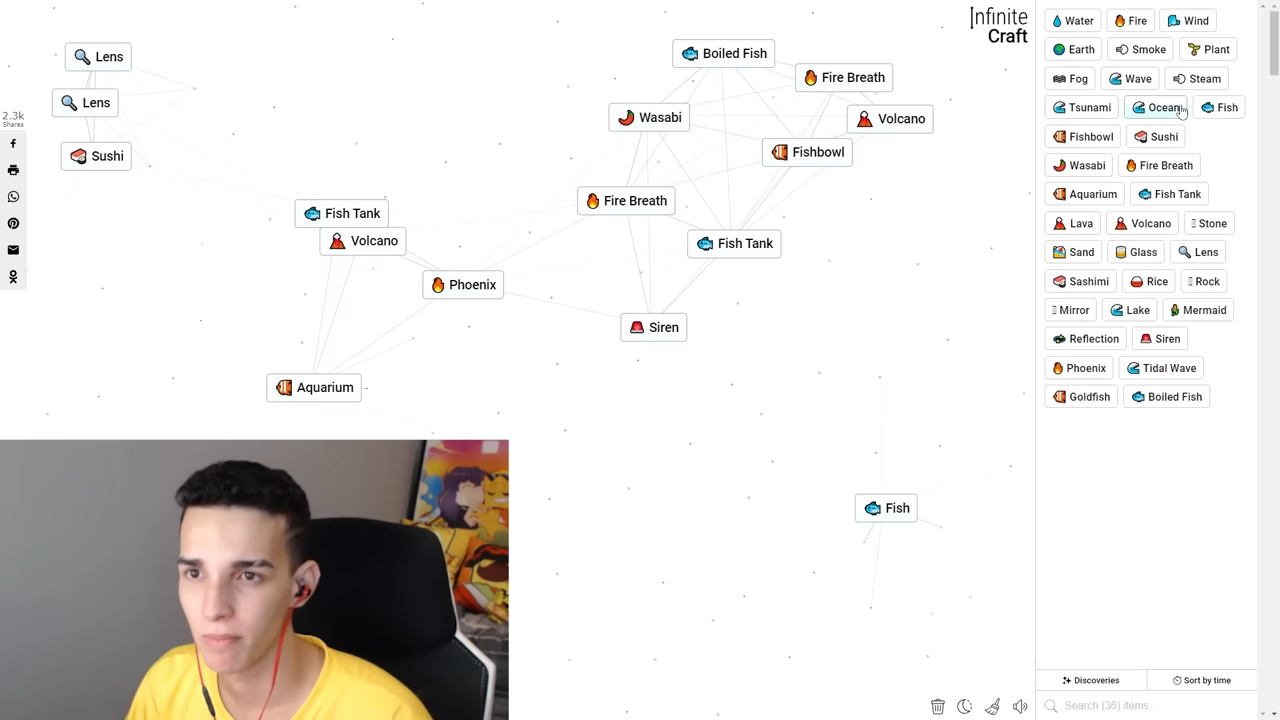 Infinite
Craft
Lens
Lens
Sushi
Fish Tank
Volcano
Phoenix
Aquarium
Boiled Fish
Fire Breath
Wasabi
Volcano
Fishbowl
Fire Breath
Fish Tank
Siren
Fish
2.3k
Shares
Water Fire Wind
Earth Smoke Plant
Fog Wave Steam
Tsunami Ocean Fish
Fishbowl Sushi
Wasabi Fire Breath
Aquarium Fish Tank
Lava Volcano Stone
Sand Glass Lens
Sashimi Rice Rock
Mirror Lake Mermaid
Reflection Siren
Phoenix Tidal Wave
Goldfish Boiled Fish
Discoveries Sort by time
Search (36) items...